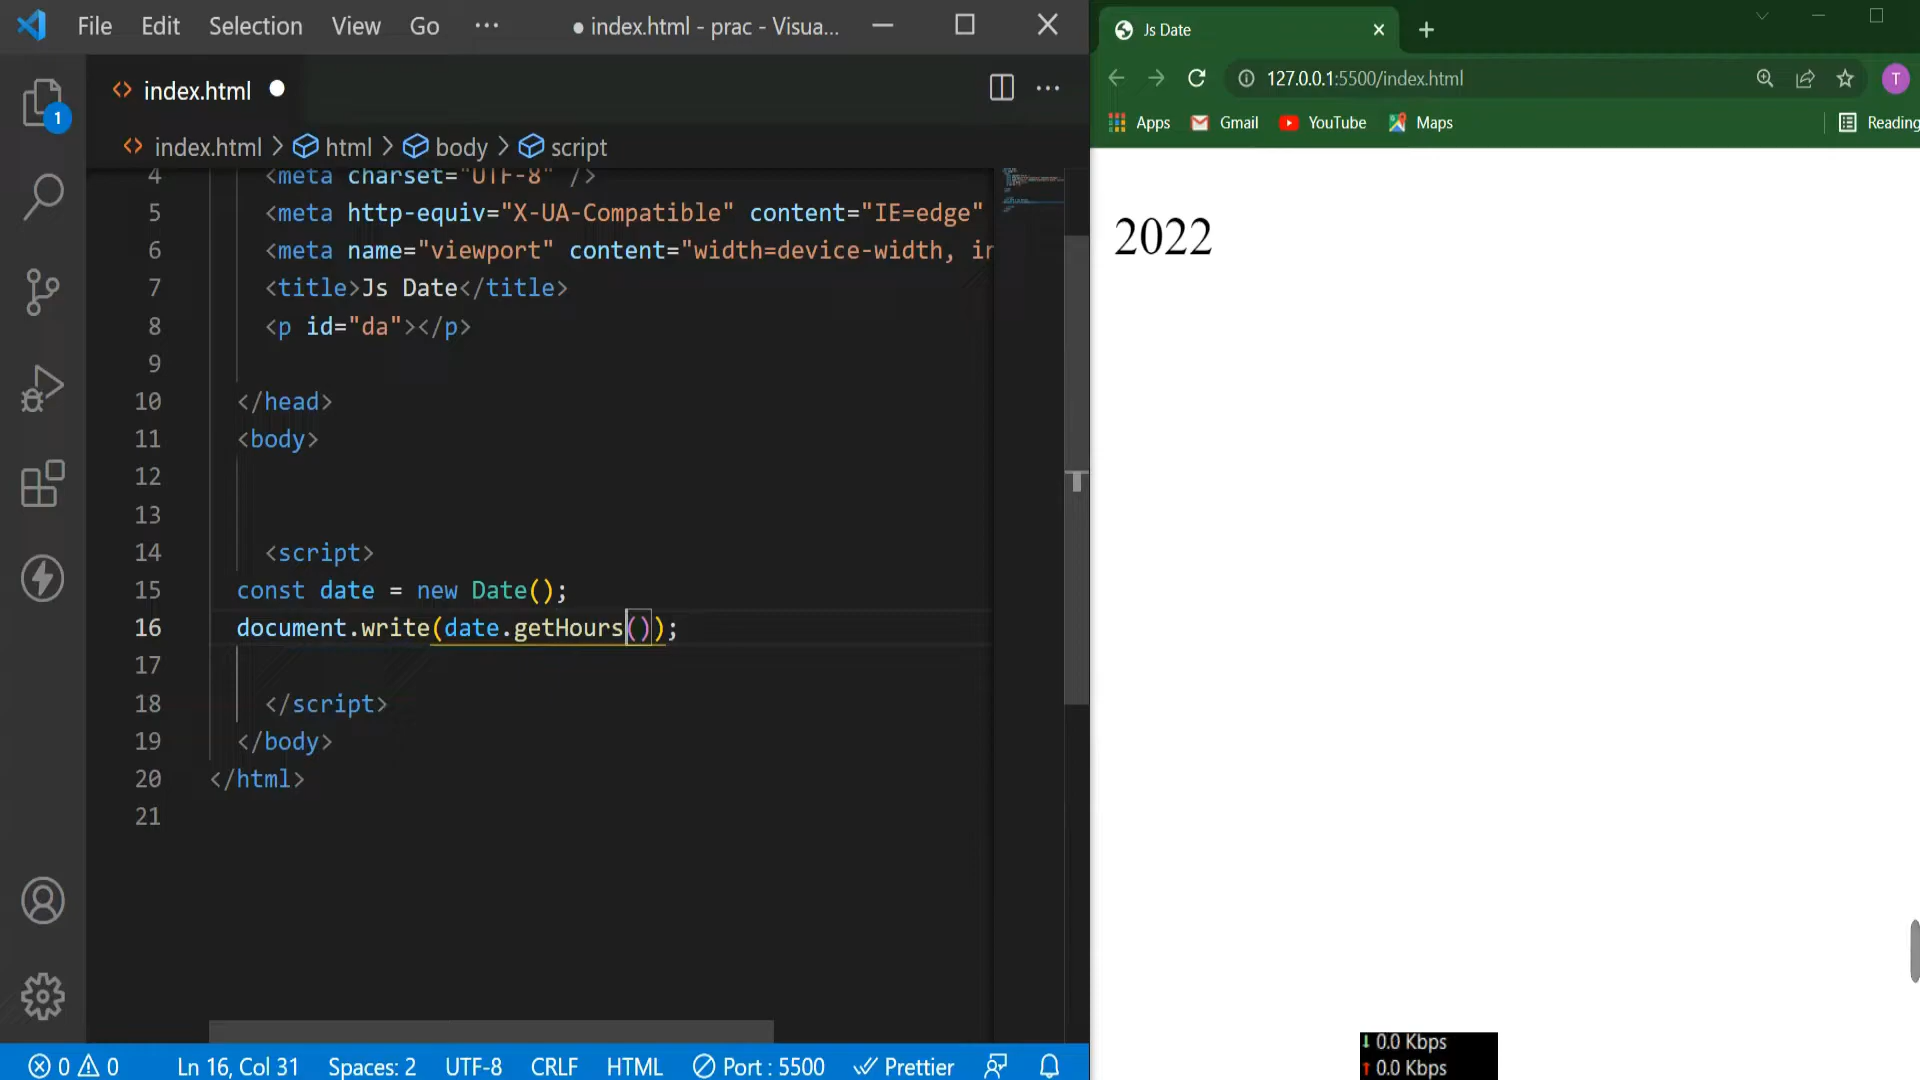 File Edit Selection View Go ··· ● index.html - prac - Visua...
index.html
index.html > html > body > script
4 <meta charset="UTF-8" />
5 <meta http-equiv="X-UA-Compatible" content="IE=edge"
6 <meta name="viewport" content="width=device-width, in
7 <title>Js Date</title>
8 <p id="da"></p>
9
10 </head>
11 <body>
12
13
14 <script>
15 const date = new Date();
16 document.write(date.getHours());
17
18 </script>
19 </body>
20 </html>
21
1
0 0 Ln 16, Col 31 Spaces: 2 UTF-8 CRLF HTML Port : 5500 Prettier
Js Date
127.0.0.1:5500/index.html T
Apps Gmail YouTube Maps Reading
2022
0.0 Kbps
0.0 Kbps